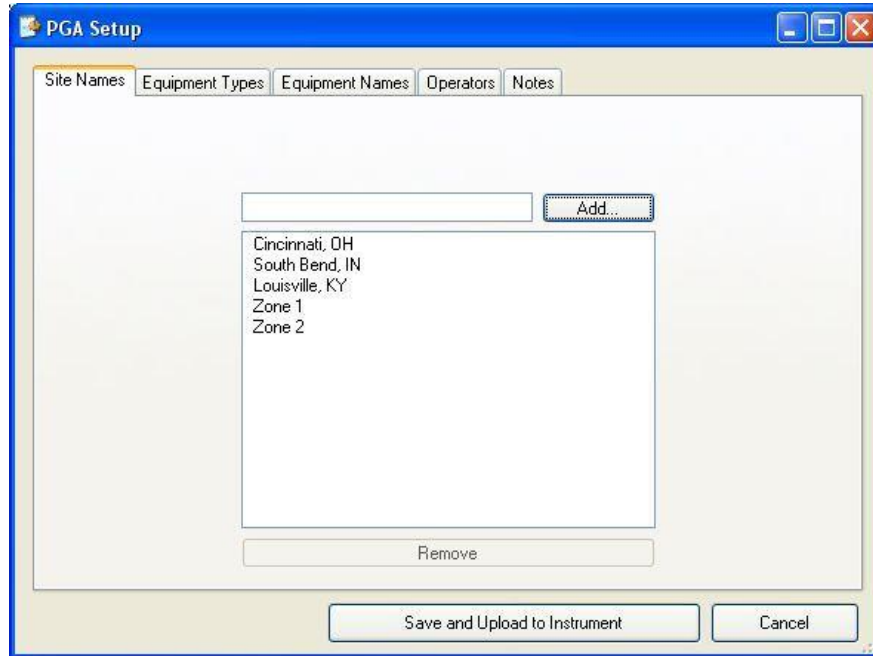 PGA Setup
Site Names Equipment Types Equipment Names Operators Notes
Add...
Cincinnati, OH
South Bend, IN
Louisville, KY
Zone 1
Zone 2
Remove
Save and Upload to Instrument Cancel